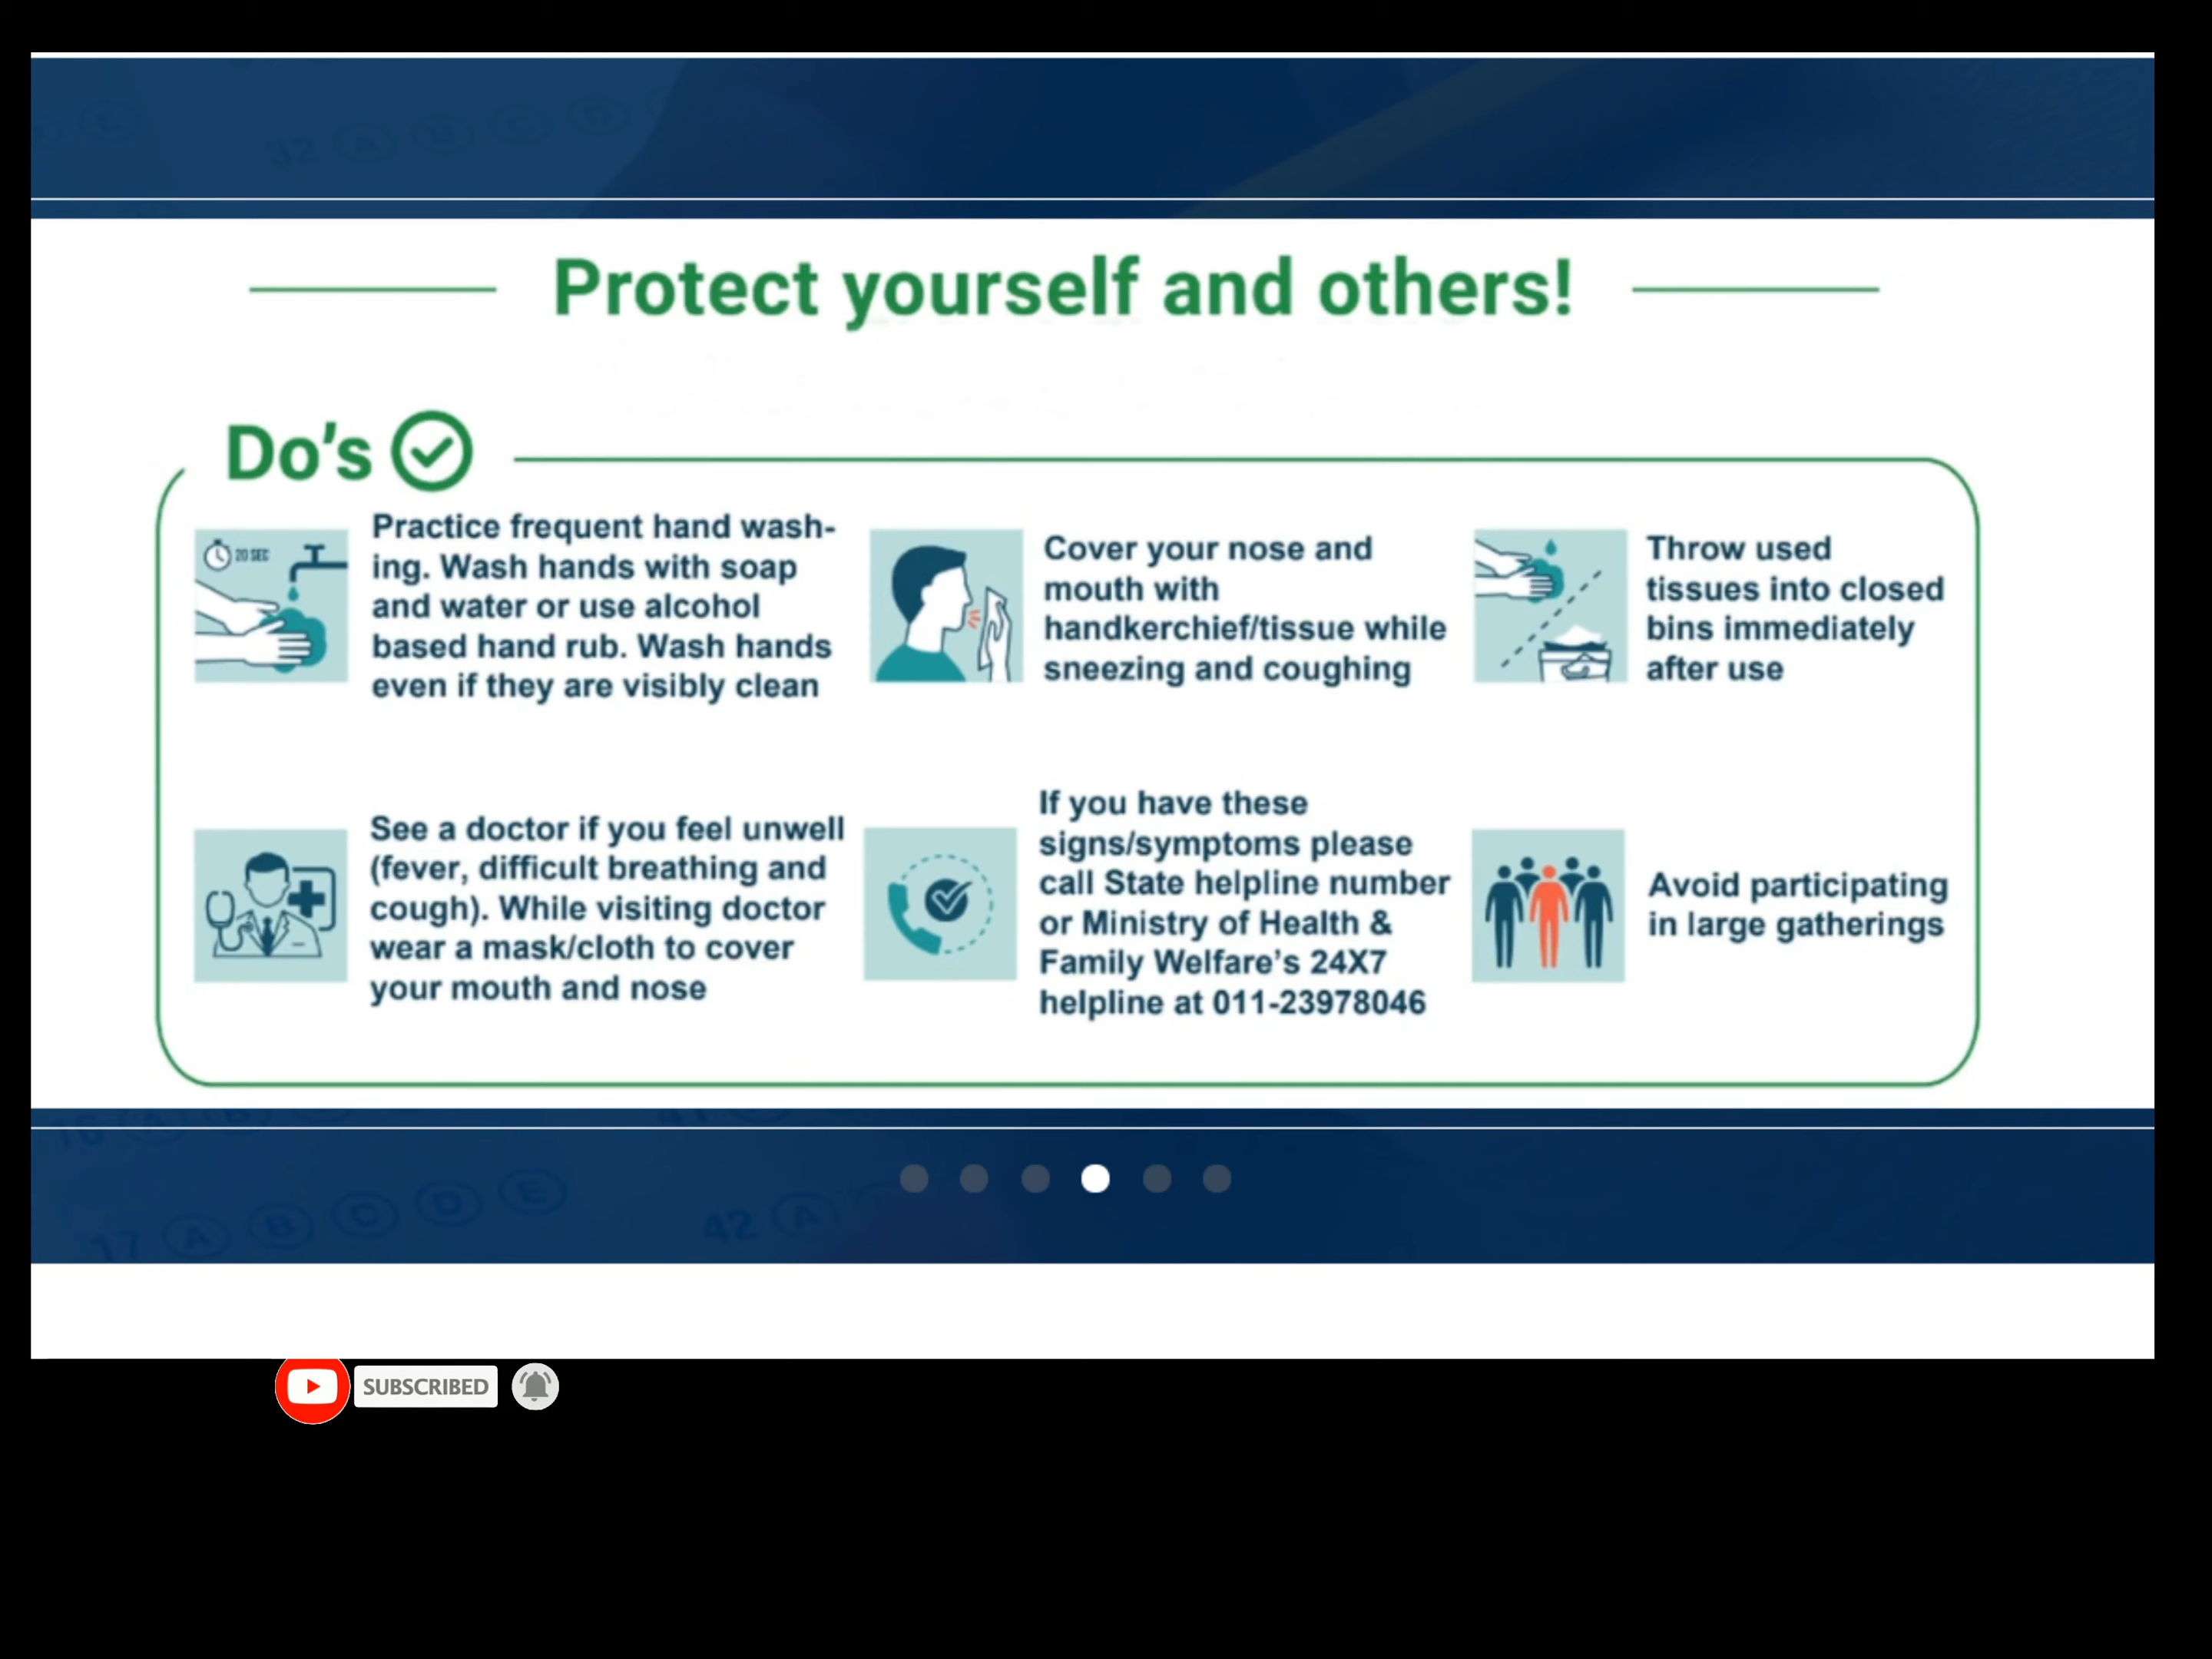 32 A B C D
E
Protect yourself and others!
Do's
20 SEC
Practice frequent hand wash-
ing. Wash hands with soap
and water or use alcohol
based hand rub. Wash hands
even if they are visibly clean
Cover your nose and
mouth with
handkerchief/tissue while
sneezing and coughing
Throw used
tissues into closed
bins immediately
after use
See a doctor if you feel unwell
(fever, difficult breathing and
cough). While visiting doctor
wear a mask/cloth to cover
your mouth and nose
If you have these
signs/symptoms please
call State helpline number
or Ministry of Health &
Family Welfare's 24X7
helpline at 011-23978046
Avoid participating
in large gatherings
17 A B C D E
42 A
SUBSCRIBED